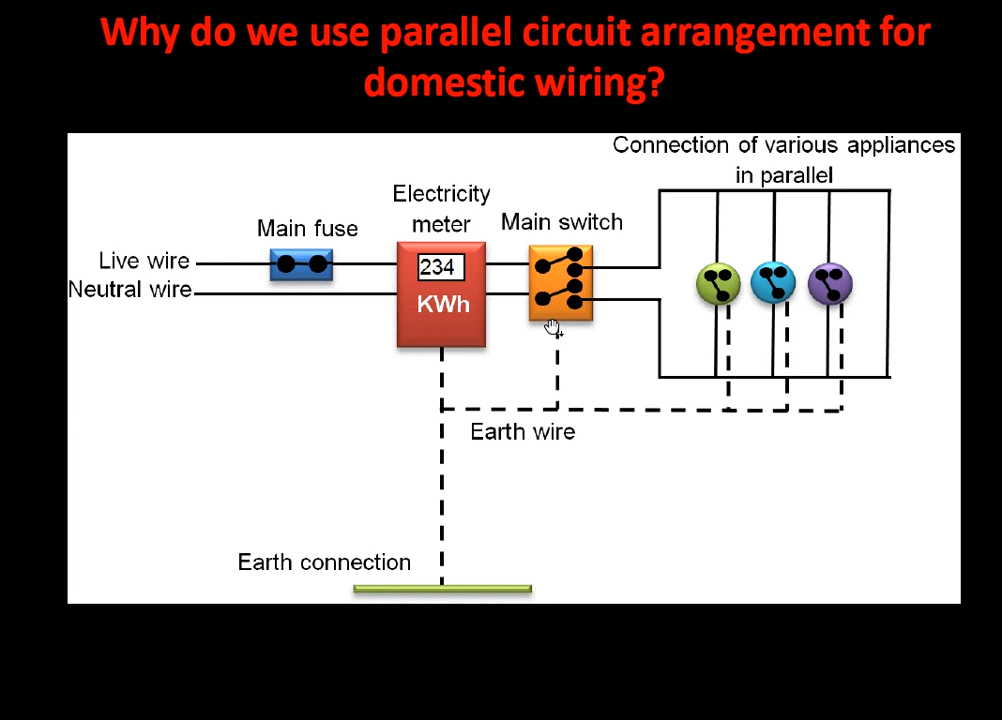 Why do we use parallel circuit arrangement for
domestic wiring?
Connection of various appliances
in parallel
Electricity
meter
Main switch
Main fuse
Live wire
Neutral wire
234
KWh
Earth wire
Earth connection